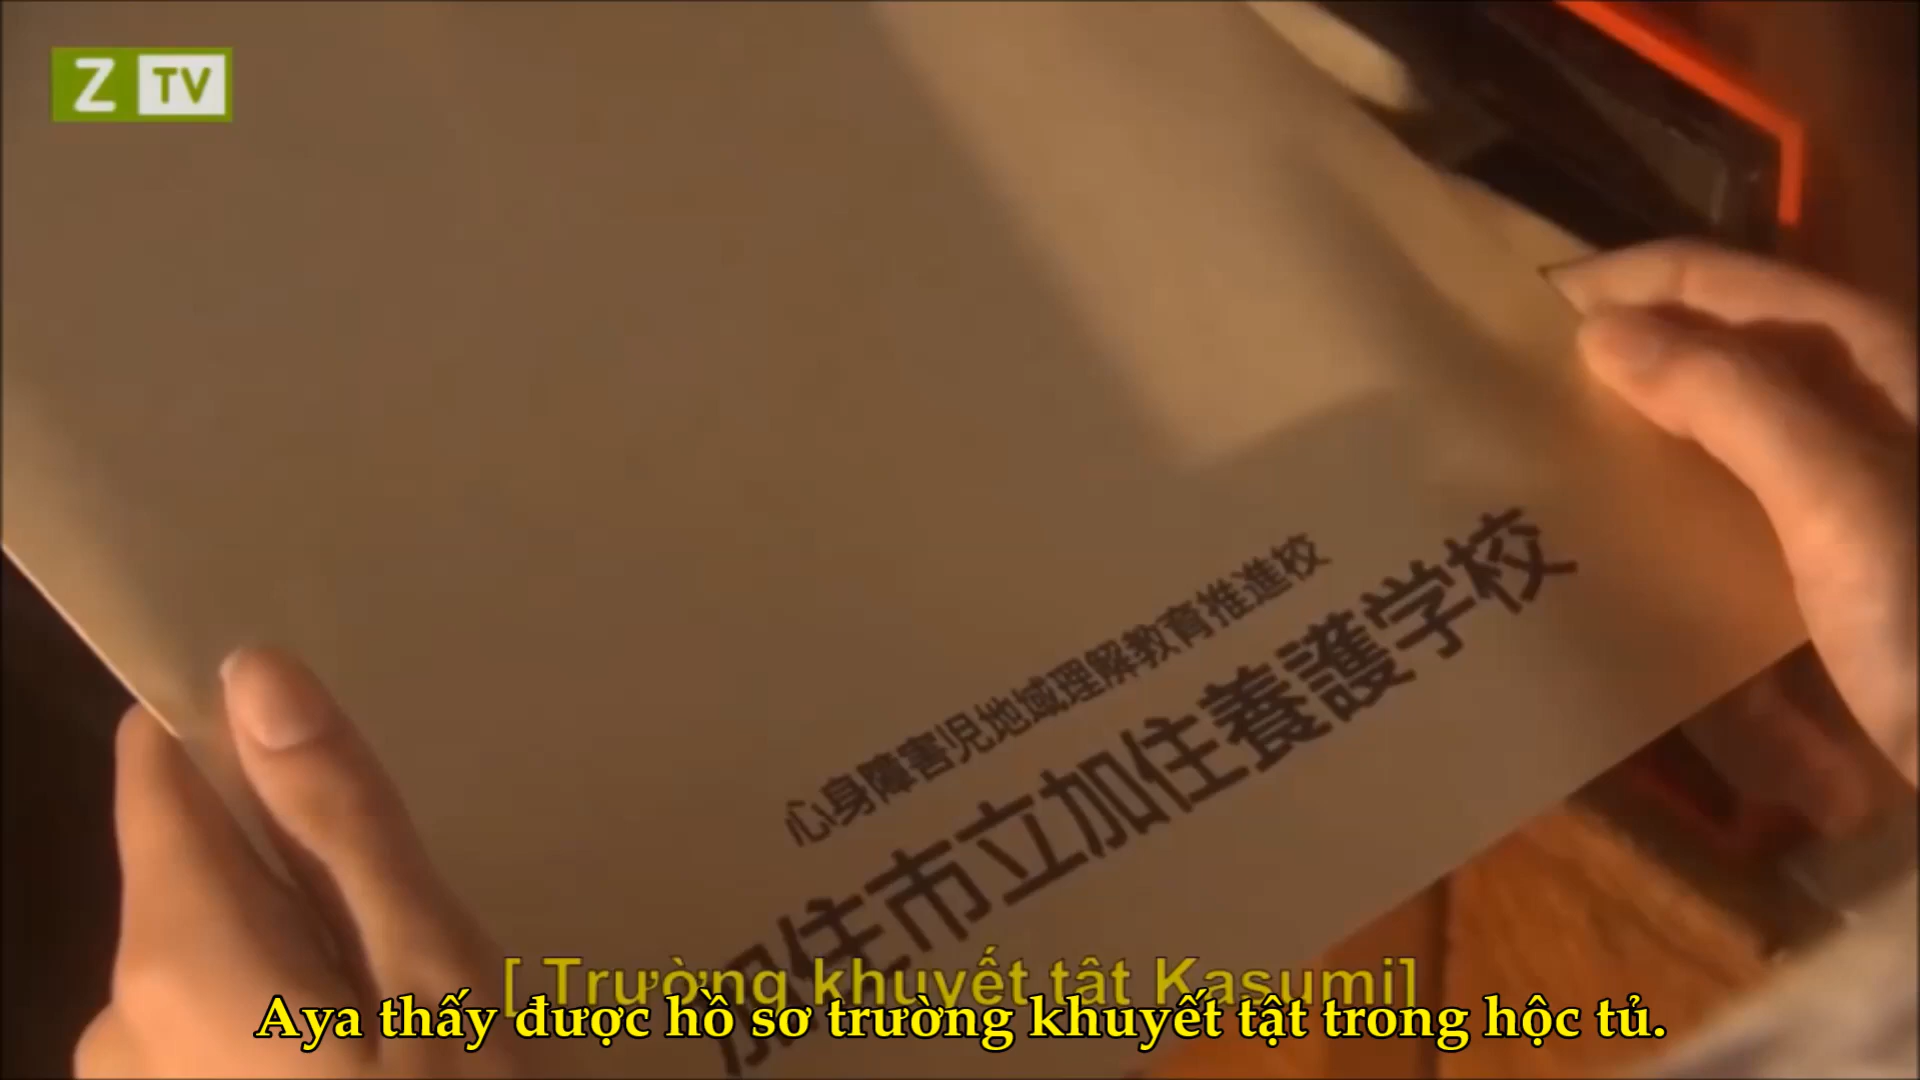 Z TV
心身障害児地域理解教育推進校
加住市立加住養護学校
[ Trường khuyết tật Kasumi]
Aya thấy được hồ sơ trường khuyết tật trong hộc tủ.